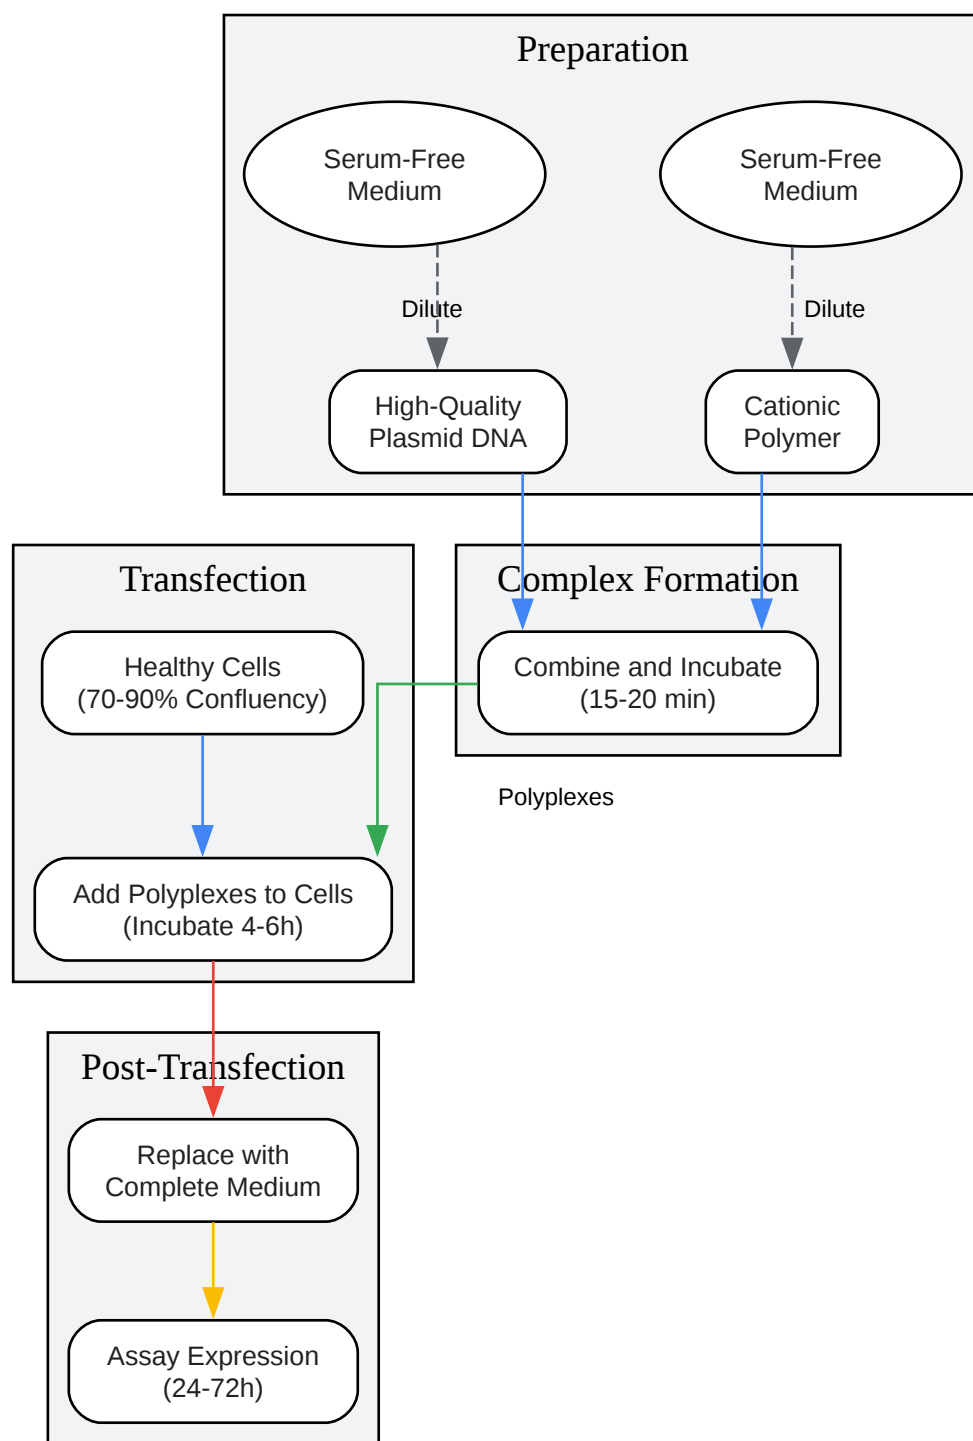 Preparation
Serum-Free
Medium
Serum-Free
Medium
Dilute
Dilute
High-Quality
Plasmid DNA
Cationic
Polymer
Transfection
Complex Formation
Healthy Cells
(70-90% Confluency)
Combine and Incubate
(15-20 min)
Polyplexes
Add Polyplexes to Cells
(Incubate 4-6h)
Post-Transfection
Replace with
Complete Medium
Assay Expression
(24-72h)